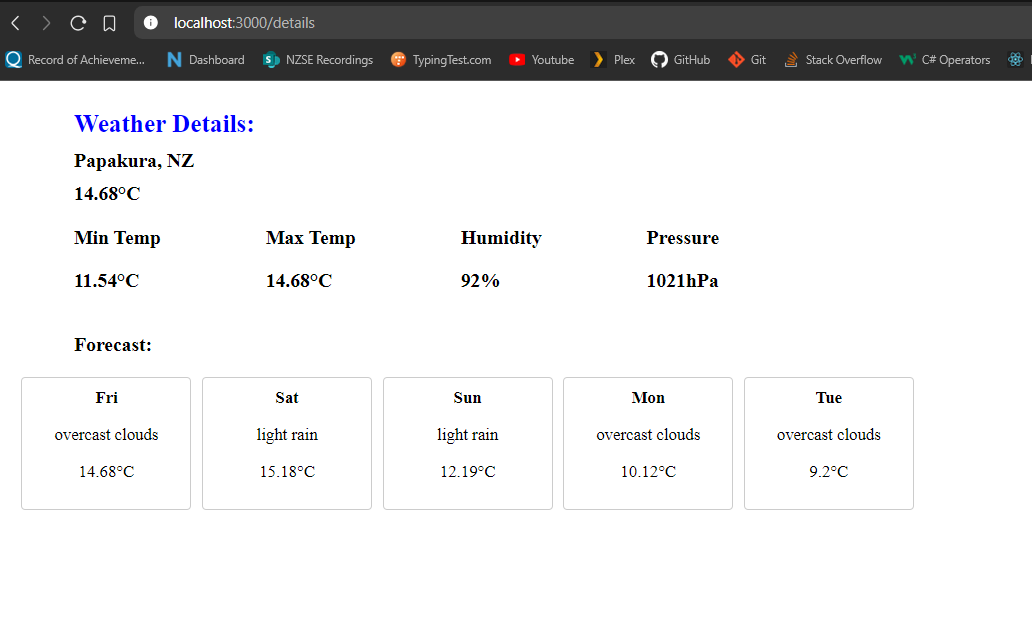 localhost:3000/details
Record of Achieveme... Dashboard NZSE Recordings TypingTest.com Youtube Plex GitHub Git Stack Overflow C# Operators
Weather Details:
Papakura, NZ
14.68°C
Min Temp Max Temp Humidity Pressure
11.54°C 14.68°C 92% 1021hPa
Forecast:
Fri Sat Sun Mon Tue
overcast clouds light rain light rain overcast clouds overcast clouds
14.68°C 15.18°C 12.19°C 10.12°C 9.2°C